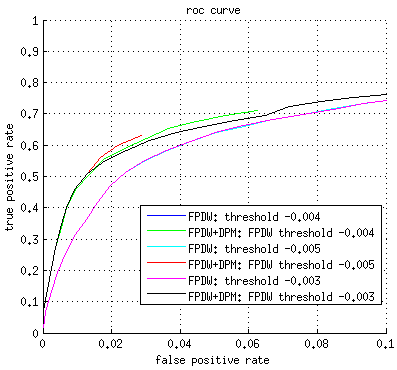 roc curve
1
0.9
0.8
0.7
0.6
0.5
0.4
0.3
0.2
0.1
0
true positive rate
FPDW: threshold -0.004
FPDW+DPM: FPDW threshold -0.004
FPDW: threshold -0.005
FPDW+DPM: FPDW threshold -0.005
FPDW: threshold -0.003
FPDW+DPM: FPDW threshold -0.003
0 0.02 0.04 0.06 0.08 0.1
false positive rate